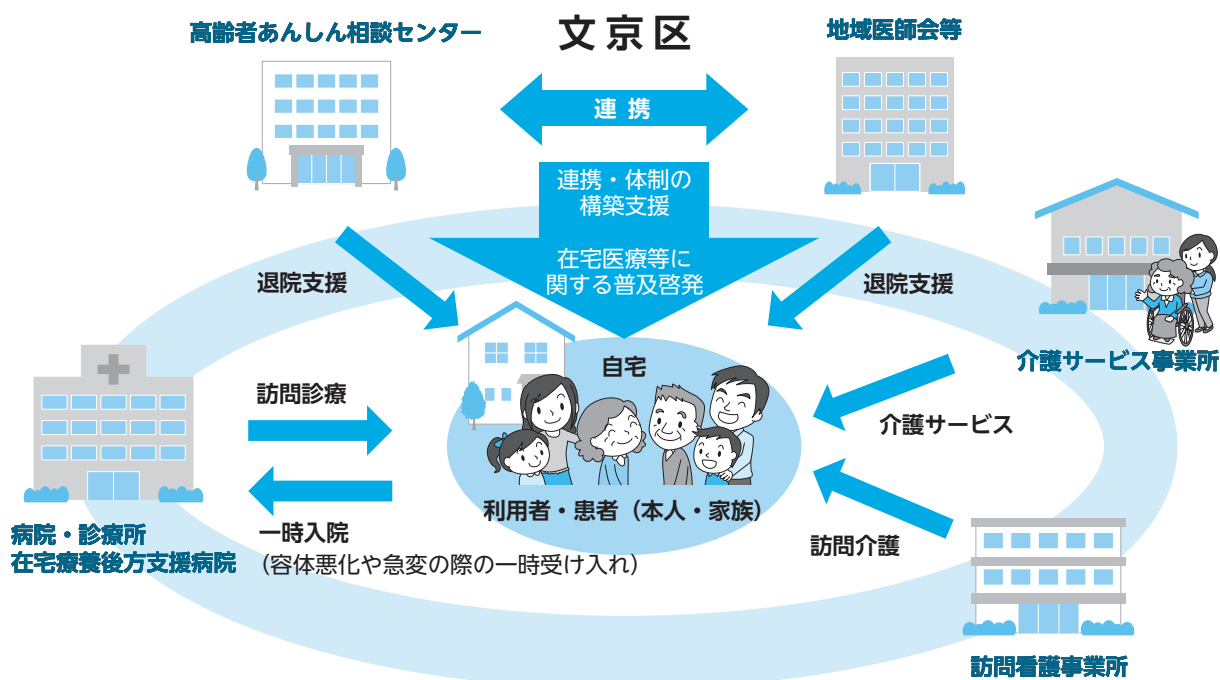 文京区
高齢者あんしん相談センター
地域医師会等
連携
連携・体制の
構築支援
在宅医療等に
関する普及啓発
退院支援
退院支援
介護サービス事業所
自宅
訪問診療
介護サービス
利用者・患者（本人・家族）
病院・診療所
在宅療養後方支援病院
一時入院
（容体悪化や急変の際の一時受け入れ）
訪問介護
訪問看護事業所